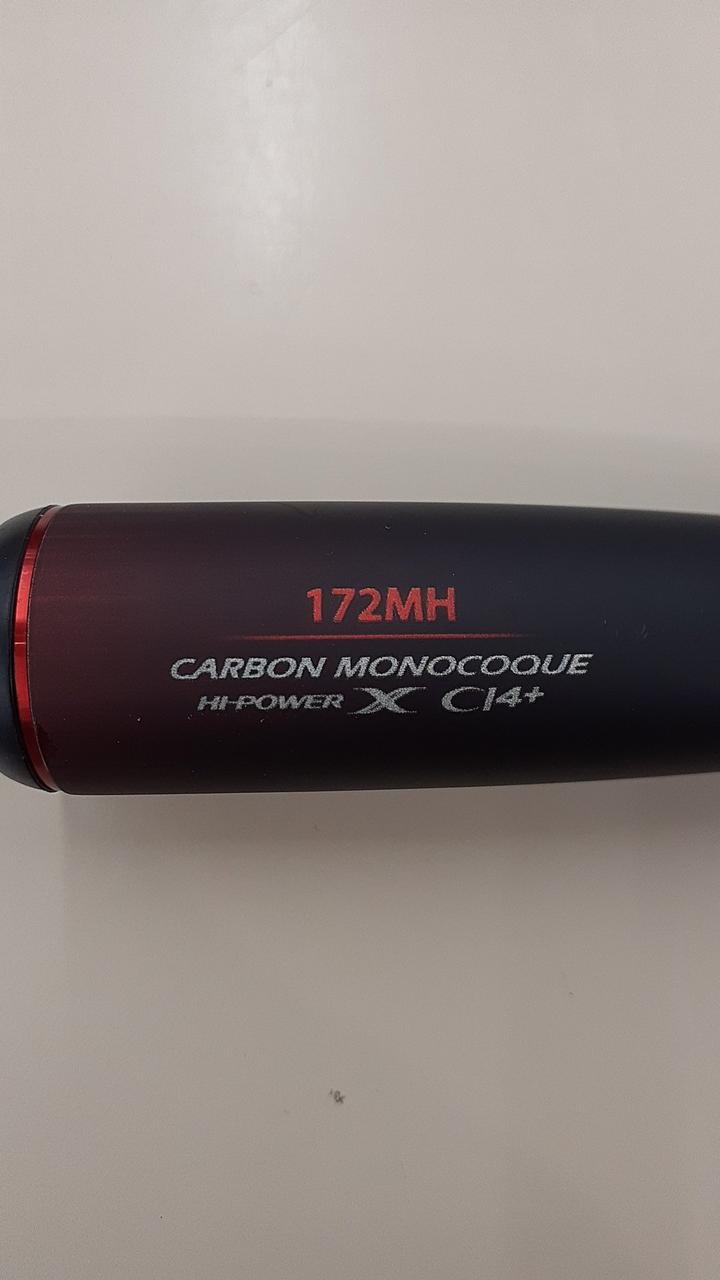 172MH
CARBON MONOCOQUE
HI-POWER X CI4+